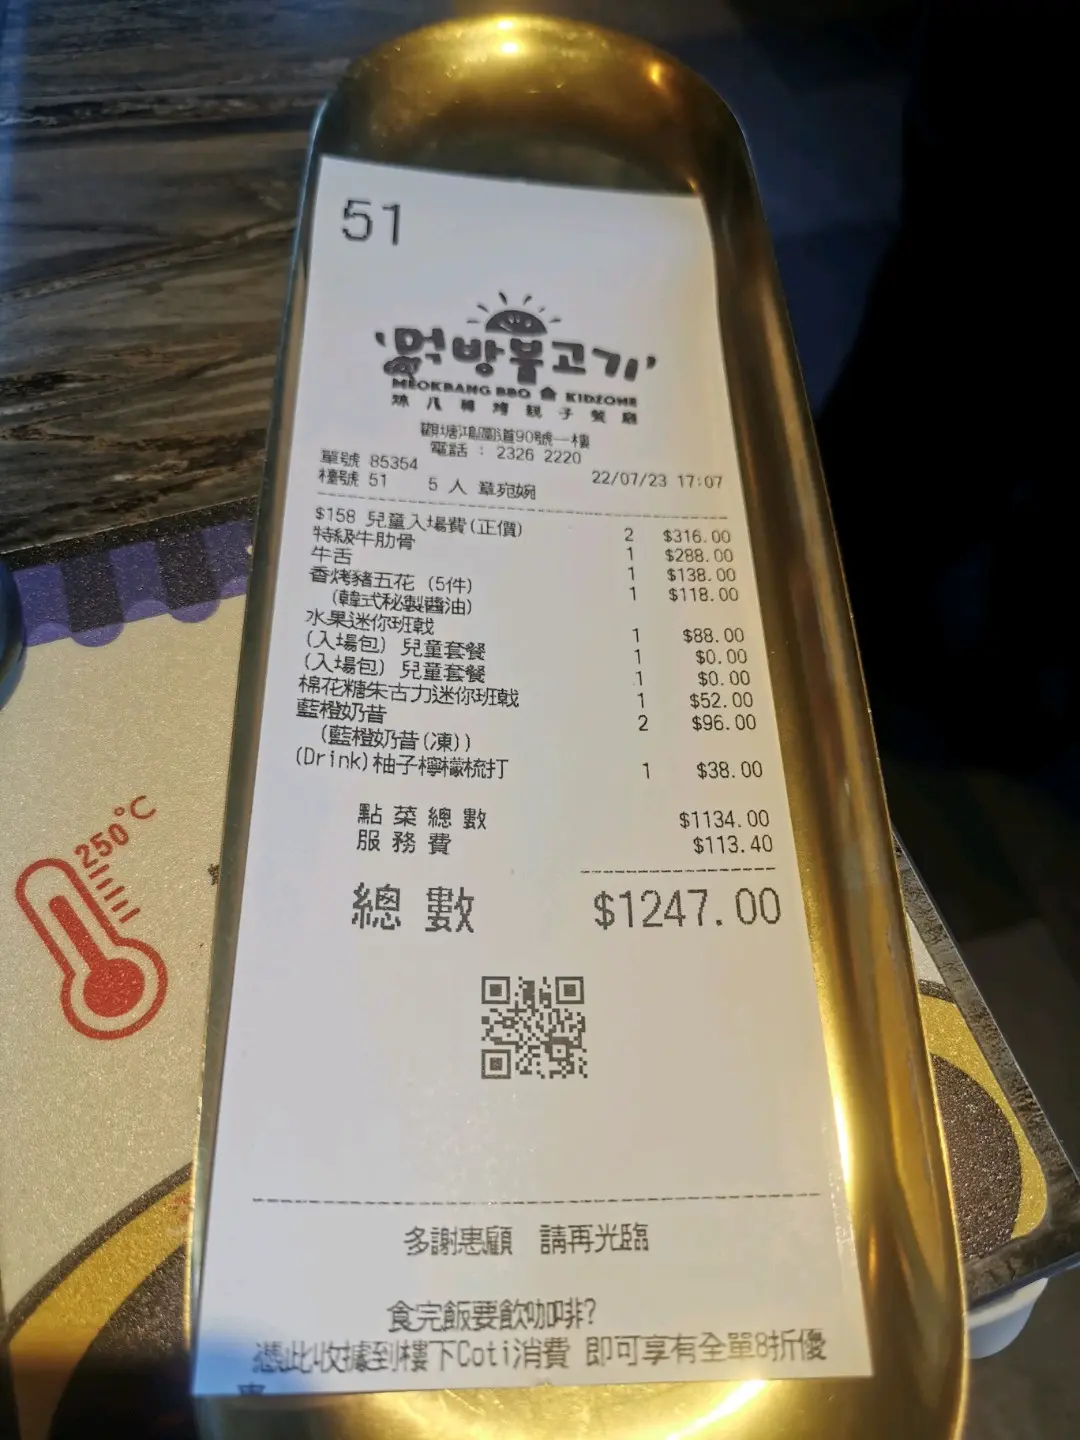 51
'먹방불고기'
MEOKBANG BBQ & KIDZONE
韓烤親子餐廳
觀塘鴻圖道90號一樓
電話 : 2326 2220
單號 85354 22/07/23 17:07
檯號 51 5 人 章宛婉
$158 兒童入場費(正價) 2 $316.00
特級牛肋骨 1 $288.00
牛舌 1 $138.00
香烤豬五花 (5件) 1 $118.00
(韓式秘製醬油)
水果迷你班戟 1 $88.00
(入場包) 兒童套餐 1 $0.00
(入場包) 兒童套餐 1 $0.00
棉花糖朱古力迷你班戟 1 $52.00
藍橙奶昔 2 $96.00
(藍橙奶昔(凍))
(Drink)柚子檸檬梳打 1 $38.00
點菜總數 $1134.00
服務費 $113.40
總數 $1247.00
多謝惠顧 請再光臨
食完飯要飲咖啡?
憑此收據到樓下Coti消費 即可享有全單8折優
250°C